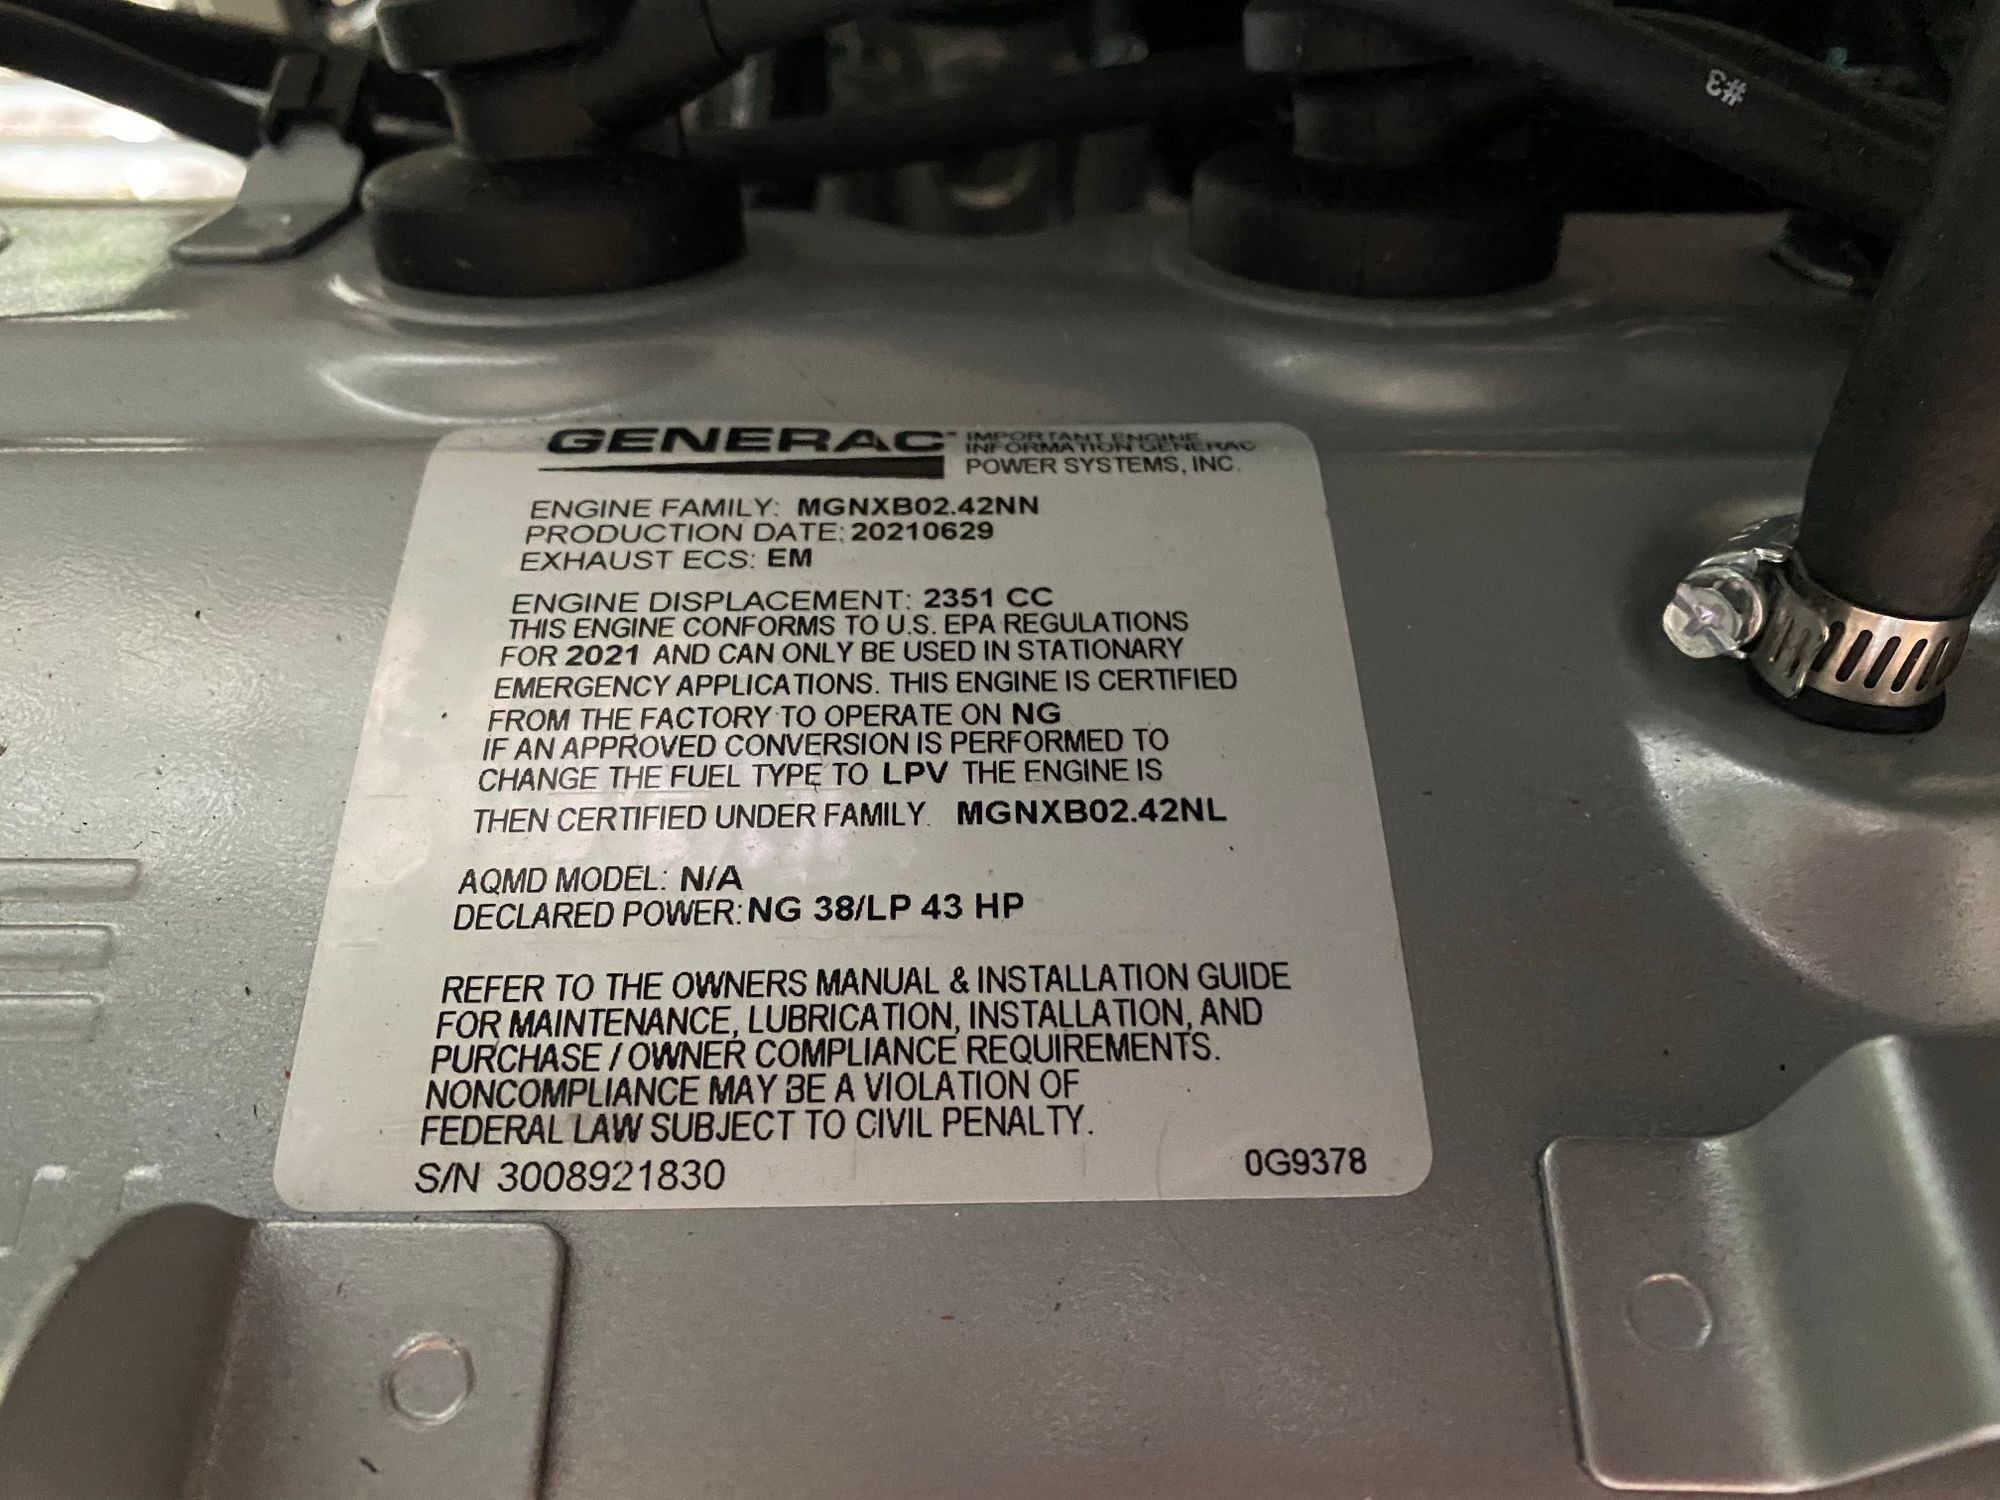 #3
GENERAC™ IMPORTANT ENGINE
INFORMATION GENERAC
POWER SYSTEMS, INC.
ENGINE FAMILY: MGNXB02.42NN
PRODUCTION DATE: 20210629
EXHAUST ECS: EM
ENGINE DISPLACEMENT: 2351 CC
THIS ENGINE CONFORMS TO U.S. EPA REGULATIONS
FOR 2021 AND CAN ONLY BE USED IN STATIONARY
EMERGENCY APPLICATIONS. THIS ENGINE IS CERTIFIED
FROM THE FACTORY TO OPERATE ON NG
IF AN APPROVED CONVERSION IS PERFORMED TO
CHANGE THE FUEL TYPE TO LPV THE ENGINE IS
THEN CERTIFIED UNDER FAMILY. MGNXB02.42NL
AQMD MODEL: N/A
DECLARED POWER: NG 38/LP 43 HP
REFER TO THE OWNERS MANUAL & INSTALLATION GUIDE
FOR MAINTENANCE, LUBRICATION, INSTALLATION, AND
PURCHASE / OWNER COMPLIANCE REQUIREMENTS.
NONCOMPLIANCE MAY BE A VIOLATION OF
FEDERAL LAW SUBJECT TO CIVIL PENALTY.
S/N 3008921830 0G9378